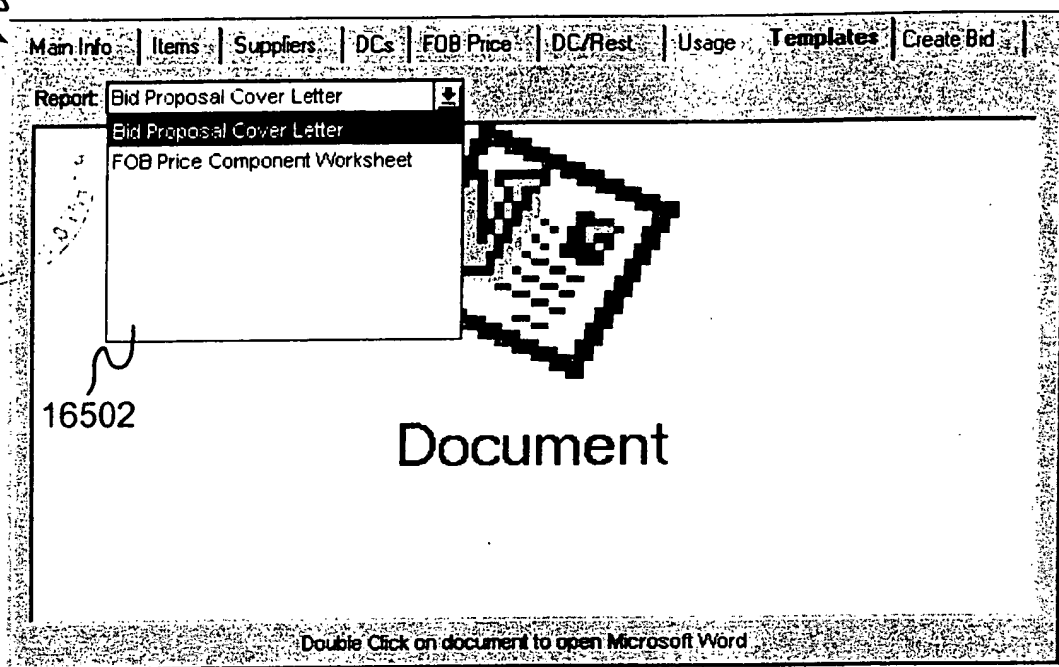 Main Info Items Suppliers DCs FOB Price DC/Rest. Usage Templates Create Bid
Report: Bid Proposal Cover Letter
Bid Proposal Cover Letter
FOB Price Component Worksheet
16502
Document
Double Click on document to open Microsoft Word